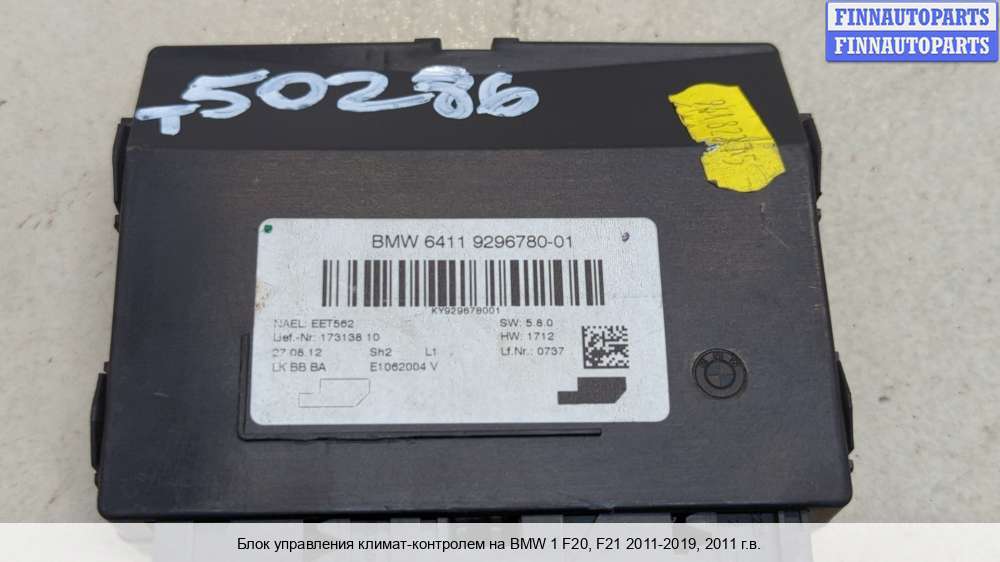 FINNAUTOPARTS
FINNAUTOPARTS
T50286
BMW 6411 9296780-01
KY929678001
NAEL: EET562
SW: 5.8.0
Lief.-Nr: 173138 10
HW: 1712
27.08.12 Sh2 L1
Lf.Nr.: 0737
LK BB BA E1062004 V
Блок управления климат-контролем на BMW 1 F20, F21 2011-2019, 2011 г.в.